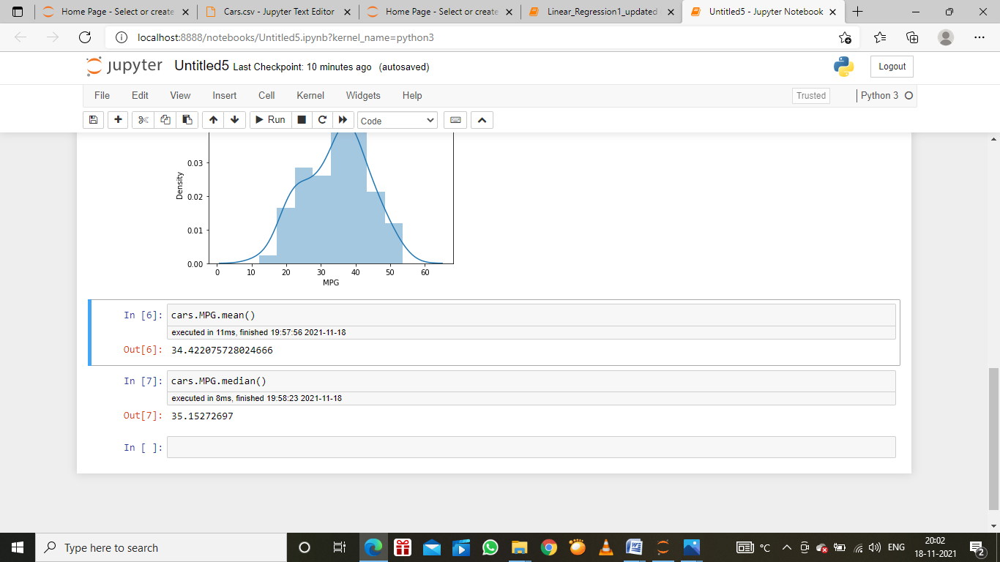 Home Page - Select or create
Cars.csv - Jupyter Text Editor
Home Page - Select or create
Linear_Regression1_updated
Untitled5 - Jupyter Notebook
localhost:8888/notebooks/Untitled5.ipynb?kernel_name=python3
jupyter Untitled5 Last Checkpoint: 10 minutes ago (autosaved)
Logout
File Edit View Insert Cell Kernel Widgets Help
Trusted
Python 3
Run
Code
0.03
0.02
0.01
0.00
Density
0 10 20 30 40 50 60
MPG
In [6]: cars.MPG.mean()
executed in 11ms, finished 19:57:56 2021-11-18
Out[6]: 34.422075728024666
In [7]: cars.MPG.median()
executed in 8ms, finished 19:58:23 2021-11-18
Out[7]: 35.15272697
In [ ]:
Type here to search
°C
ENG
20:02
18-11-2021
2